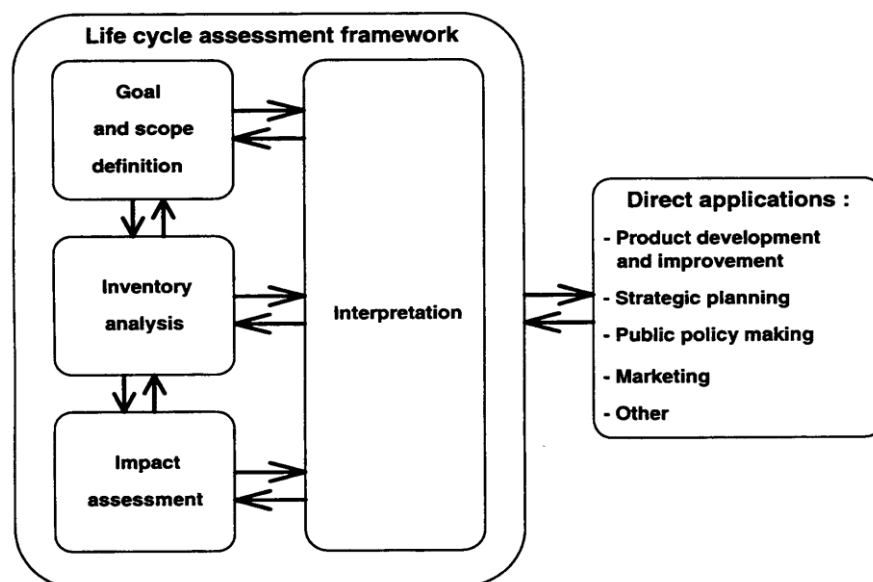 Life cycle assessment framework
Goal
and scope
definition
Inventory
analysis
Impact
assessment
Interpretation
Direct applications :
- Product development
and improvement
- Strategic planning
- Public policy making
- Marketing
- Other